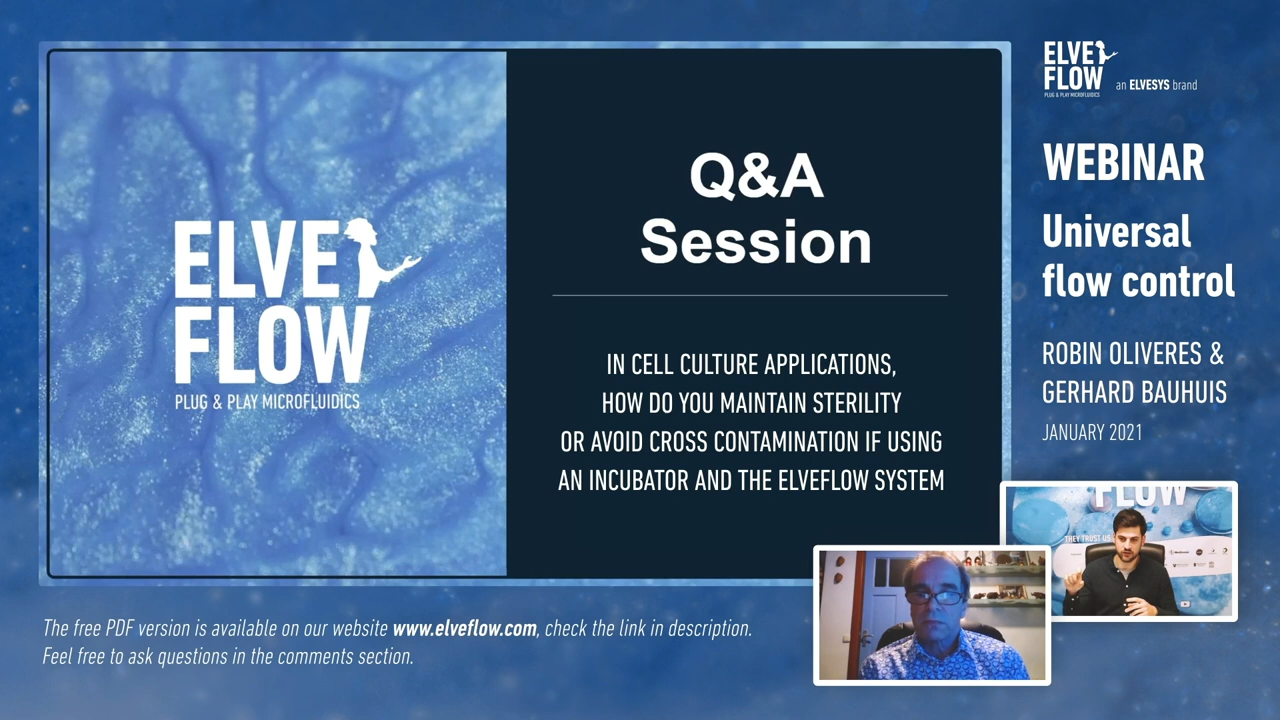 ELVE
FLOW
PLUG & PLAY MICROFLUIDICS
Q&A
Session
IN CELL CULTURE APPLICATIONS,
HOW DO YOU MAINTAIN STERILITY
OR AVOID CROSS CONTAMINATION IF USING
AN INCUBATOR AND THE ELVEFLOW SYSTEM
ELVE
FLOW
PLUG & PLAY MICROFLUIDICS
an ELVESYS brand
WEBINAR
Universal
flow control
ROBIN OLIVERES &
GERHARD BAUHUIS
JANUARY 2021
FLOW
THEY TRUST US
The free PDF version is available on our website www.elveflow.com, check the link in description.
Feel free to ask questions in the comments section.